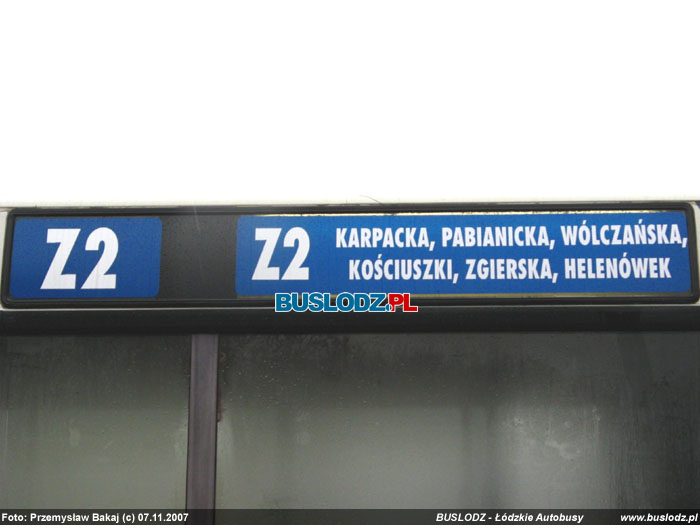 Z2
Z2
KARPACKA, PABIANICKA, WÓLCZAŃSKA,
KOŚCIUSZKI, ZGIERSKA, HELENÓWEK
BUSLODZ.PL
Foto: Przemysław Bakaj (c) 07.11.2007
BUSLODZ - Łódzkie Autobusy
www.buslodz.pl